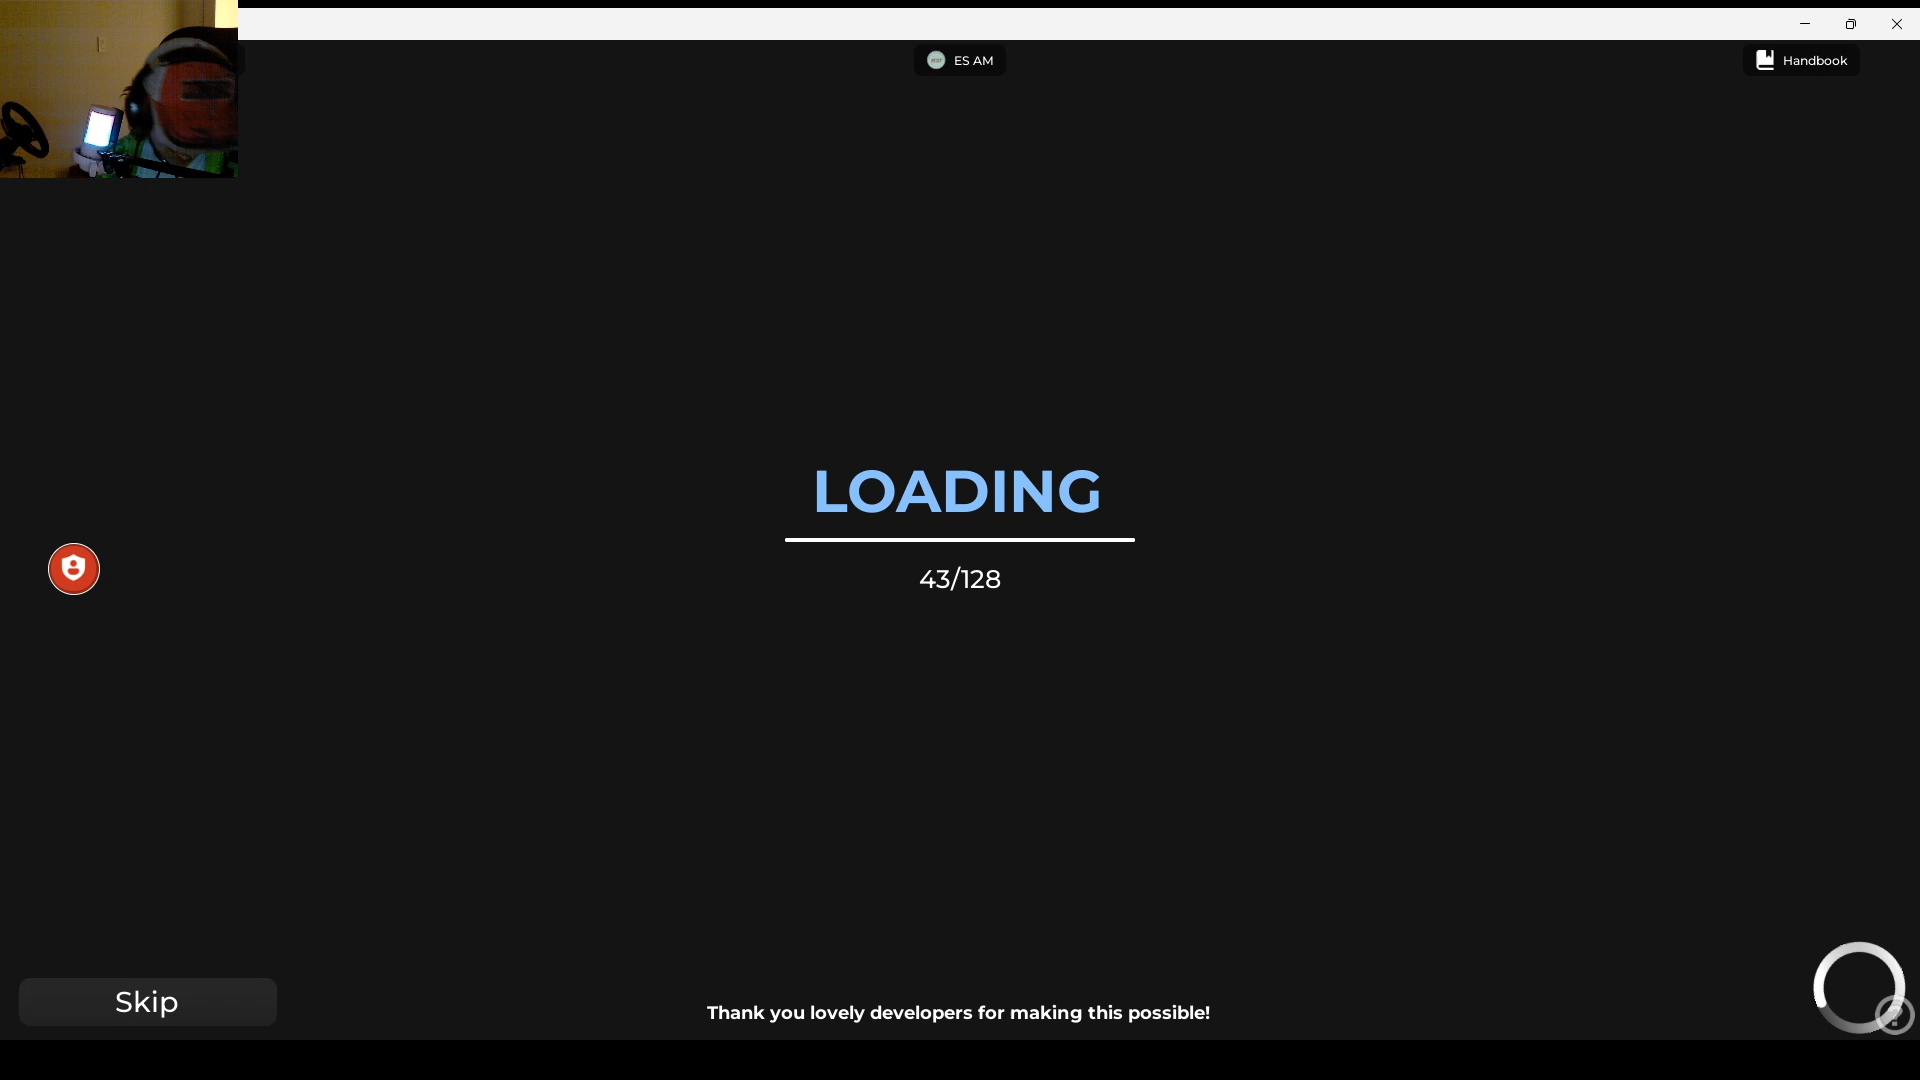 ES AM
Handbook
LOADING
43/128
Skip
Thank you lovely developers for making this possible!
?